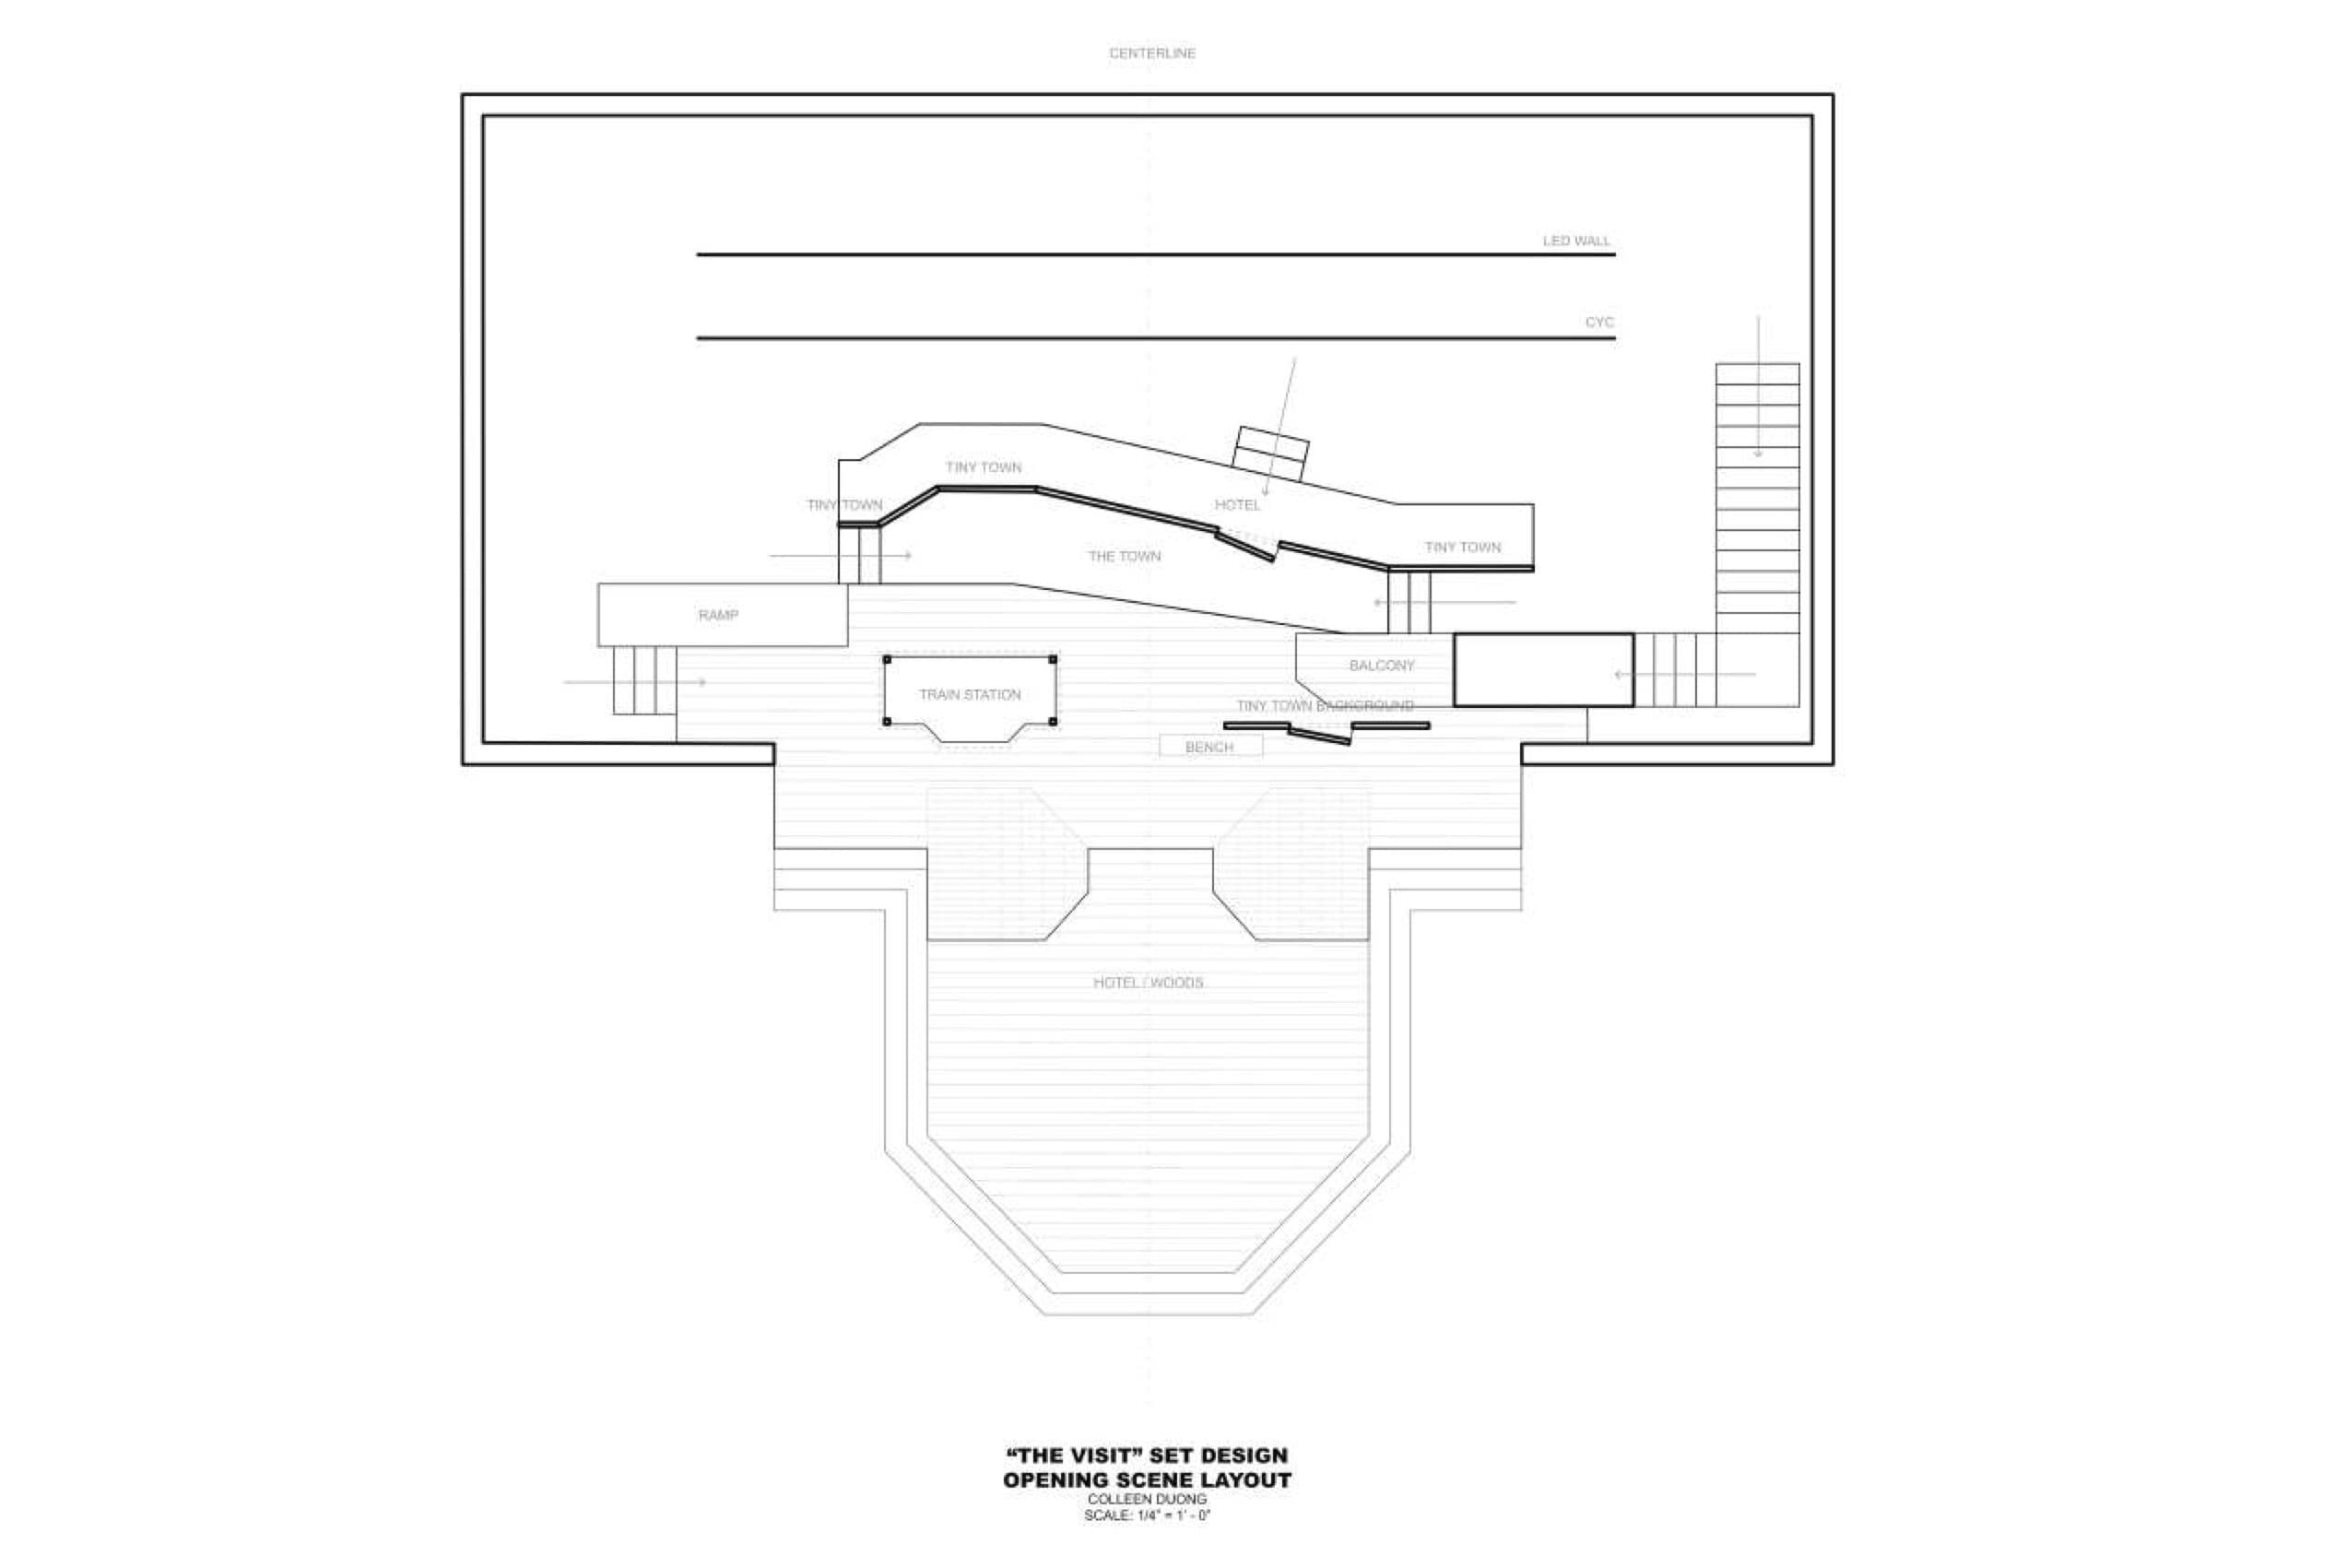 CENTERLINE
LED WALL
CYC
TINY TOWN
TINY TOWN
HOTEL
TINY TOWN
THE TOWN
RAMP
BALCONY
TRAIN STATION
TINY TOWN BACKGROUND
BENCH
HOTEL / WOODS
“THE VISIT” SET DESIGN
OPENING SCENE LAYOUT
COLLEEN DUONG
SCALE: 1/4" = 1' - 0"